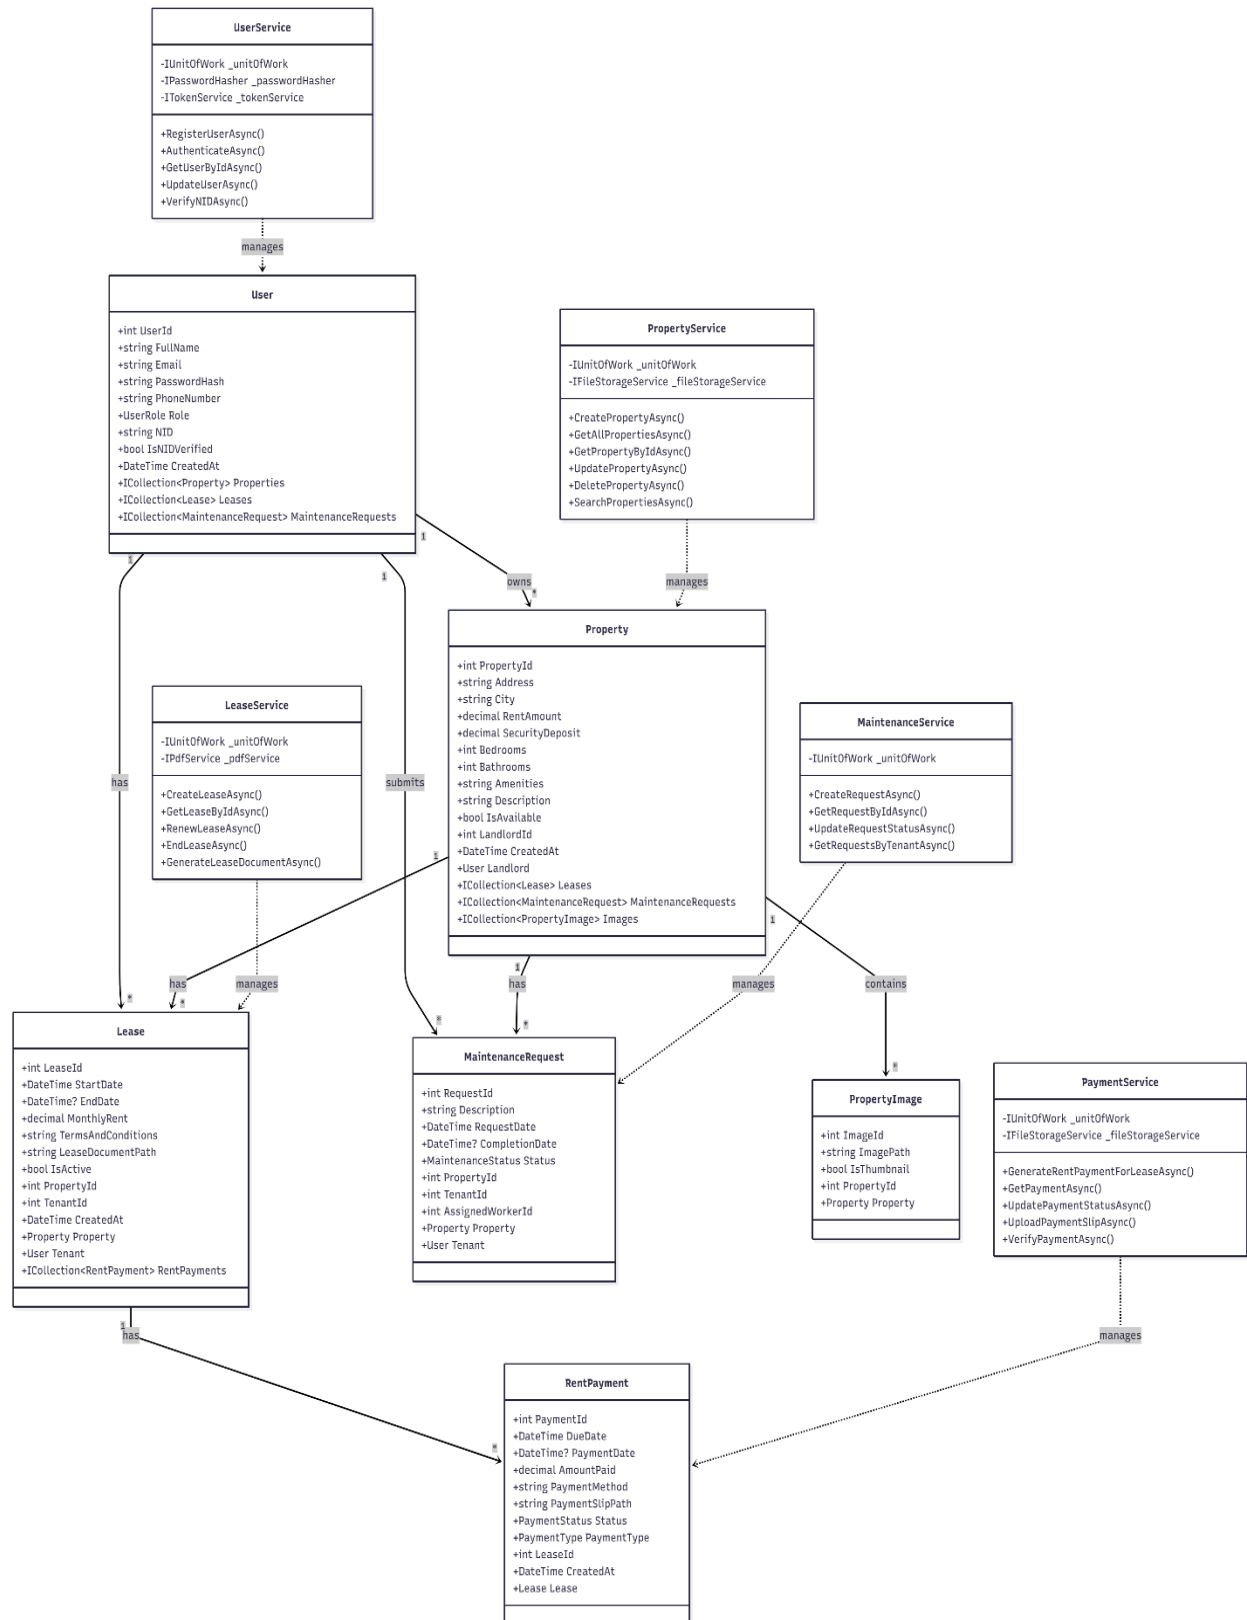 UserService
-IUnitOfWork _unitOfWork
-IPasswordHasher _passwordHasher
-ITokenService _tokenService
+RegisterUserAsync()
+AuthenticateAsync()
+GetUserByIdAsync()
+UpdateUserAsync()
+VerifyNIDAsync()
manages
User
+int UserId
+string FullName
+string Email
+string PasswordHash
+string PhoneNumber
+UserRole Role
+string NID
+bool IsNIDVerified
+DateTime CreatedAt
+ICollection<Property> Properties
+ICollection<Lease> Leases
+ICollection<MaintenanceRequest> MaintenanceRequests
PropertyService
-IUnitOfWork _unitOfWork
-IFileStorageService _fileStorageService
+CreatePropertyAsync()
+GetAllPropertiesAsync()
+GetPropertyByIdAsync()
+UpdatePropertyAsync()
+DeletePropertyAsync()
+SearchPropertiesAsync()
1
1
1
owns
*
manages
Property
+int PropertyId
+string Address
+string City
+decimal RentAmount
+decimal SecurityDeposit
+int Bedrooms
+int Bathrooms
+string Amenities
+string Description
+bool IsAvailable
+int LandlordId
+DateTime CreatedAt
+User Landlord
+ICollection<Lease> Leases
+ICollection<MaintenanceRequest> MaintenanceRequests
+ICollection<PropertyImage> Images
LeaseService
-IUnitOfWork _unitOfWork
-IPdfService _pdfService
+CreateLeaseAsync()
+GetLeaseByIdAsync()
+RenewLeaseAsync()
+EndLeaseAsync()
+GenerateLeaseDocumentAsync()
MaintenanceService
-IUnitOfWork _unitOfWork
+CreateRequestAsync()
+GetRequestByIdAsync()
+UpdateRequestStatusAsync()
+GetRequestsByTenantAsync()
has
submits
1
1
1
has
manages
has
manages
contains
*
*
*
*
*
Lease
+int LeaseId
+DateTime StartDate
+DateTime? EndDate
+decimal MonthlyRent
+string TermsAndConditions
+string LeaseDocumentPath
+bool IsActive
+int PropertyId
+int TenantId
+DateTime CreatedAt
+Property Property
+User Tenant
+ICollection<RentPayment> RentPayments
MaintenanceRequest
+int RequestId
+string Description
+DateTime RequestDate
+DateTime? CompletionDate
+MaintenanceStatus Status
+int PropertyId
+int TenantId
+int AssignedWorkerId
+Property Property
+User Tenant
PropertyImage
+int ImageId
+string ImagePath
+bool IsThumbnail
+int PropertyId
+Property Property
PaymentService
-IUnitOfWork _unitOfWork
-IFileStorageService _fileStorageService
+GenerateRentPaymentForLeaseAsync()
+GetPaymentAsync()
+UpdatePaymentStatusAsync()
+UploadPaymentSlipAsync()
+VerifyPaymentAsync()
1
has
manages
*
RentPayment
+int PaymentId
+DateTime DueDate
+DateTime? PaymentDate
+decimal AmountPaid
+string PaymentMethod
+string PaymentSlipPath
+PaymentStatus Status
+PaymentType PaymentType
+int LeaseId
+DateTime CreatedAt
+Lease Lease